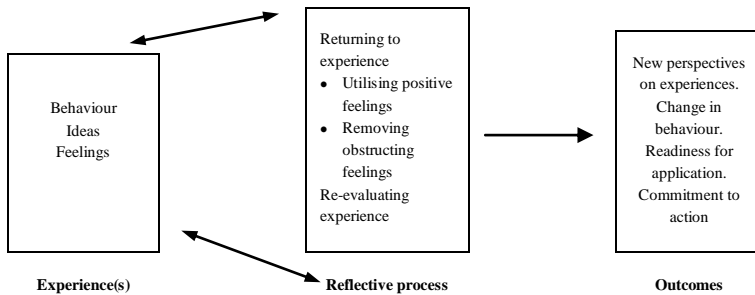 Behaviour
Ideas
Feelings
Experience(s)
Returning to
experience
• Utilising positive
feelings
• Removing
obstructing
feelings
Re-evaluating
experience
Reflective process
New perspectives
on experiences.
Change in
behaviour.
Readiness for
application.
Commitment to
action
Outcomes